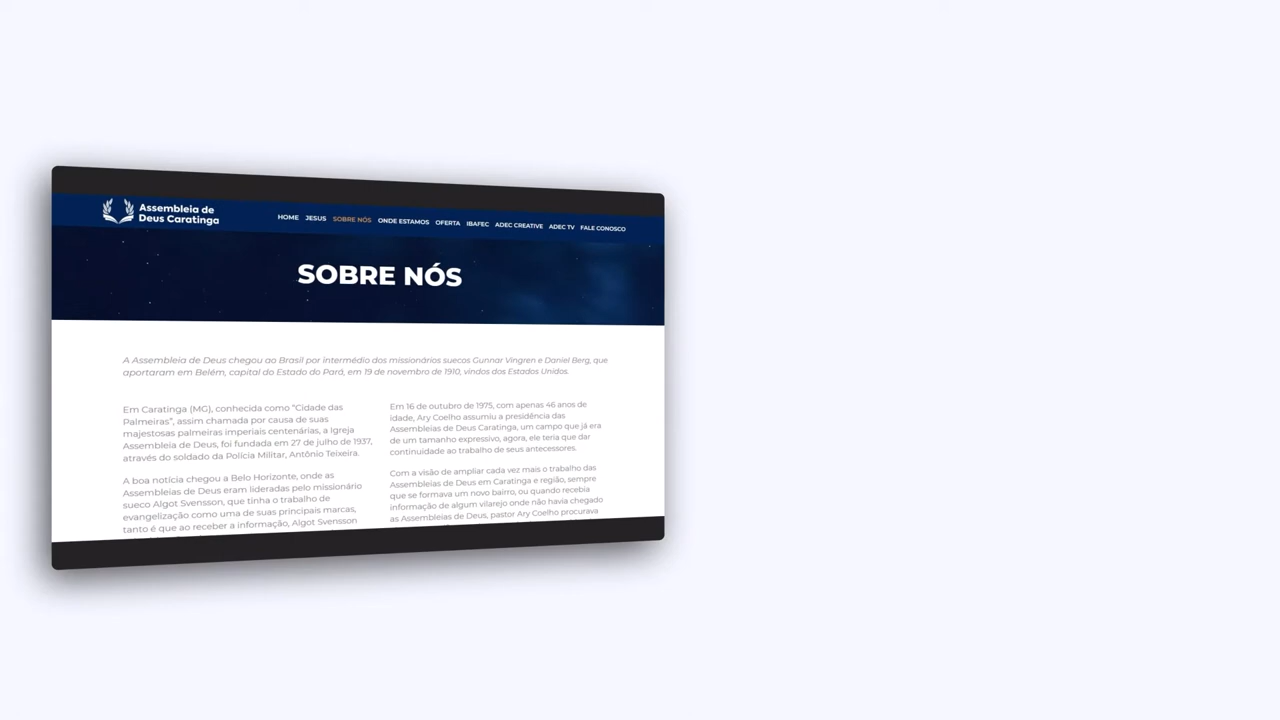 Assembleia de
Deus Caratinga
HOME JESUS SOBRE NÓS ONDE ESTAMOS OFERTA IBAFEC ADEC CREATIVE ADEC TV FALE CONOSCO
SOBRE NÓS
A Assembleia de Deus chegou ao Brasil por intermédio dos missionários suecos Gunnar Vingren e Daniel Berg, que
aportaram em Belém, capital do Estado do Pará, em 19 de novembro de 1910, vindos dos Estados Unidos.
Em Caratinga (MG), conhecida como “Cidade das
Palmeiras”, assim chamada por causa de suas
majestosas palmeiras imperiais centenárias, a Igreja
Assembleia de Deus, foi fundada em 27 de julho de 1937,
através do soldado da Polícia Militar, Antônio Teixeira.
A boa notícia chegou a Belo Horizonte, onde as
Assembleias de Deus eram lideradas pelo missionário
sueco Algot Svensson, que tinha o trabalho de
evangelização como uma de suas principais marcas,
tanto é que ao receber a informação, Algot Svensson
Em 16 de outubro de 1975, com apenas 46 anos de
idade, Ary Coelho assumiu a presidência das
Assembleias de Deus Caratinga, um campo que já era
de um tamanho expressivo, agora, ele teria que dar
continuidade ao trabalho de seus antecessores.
Com a visão de ampliar cada vez mais o trabalho das
Assembleias de Deus em Caratinga e região, sempre
que se formava um novo bairro, ou quando recebia
informação de algum vilarejo onde não havia chegado
as Assembleias de Deus, pastor Ary Coelho procurava